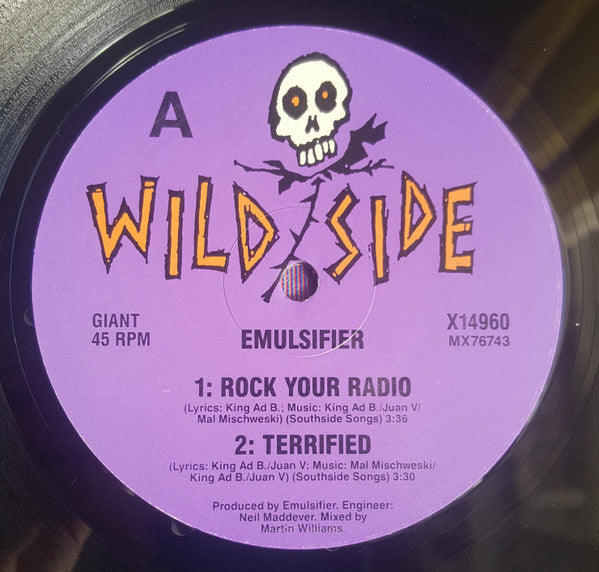 A
WILD SIDE
GIANT
45 RPM
EMULSIFIER
X14960
MX76743
1: ROCK YOUR RADIO
(Lyrics: King Ad B.; Music: King Ad B./Juan V/
Mal Mischweski) (Southside Songs) 3:36
2: TERRIFIED
(Lyrics: King Ad B./Juan V; Music: Mal Mischweski/
King Ad B./Juan V) (Southside Songs) 3:30
Produced by Emulsifier. Engineer:
Neil Maddever. Mixed by
Martin Williams.